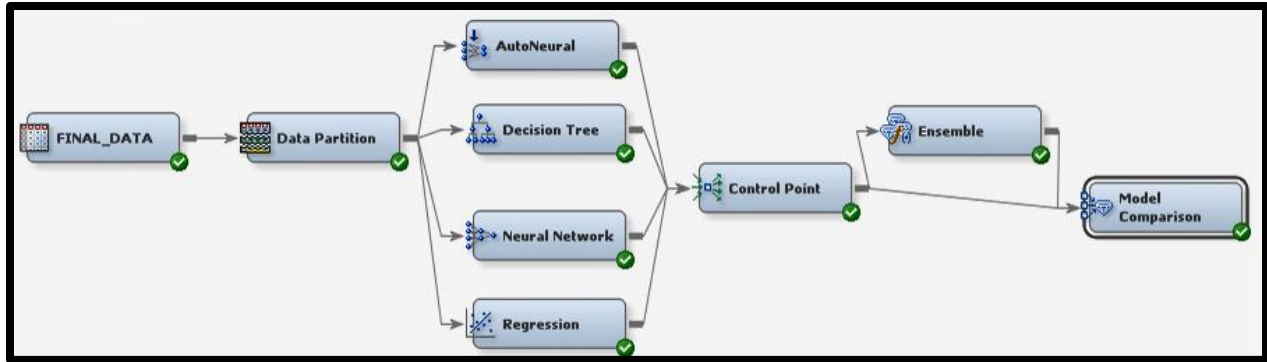 FINAL_DATA
Data Partition
AutoNeural
Decision Tree
Neural Network
Regression
Control Point
Ensemble
Model
Comparison